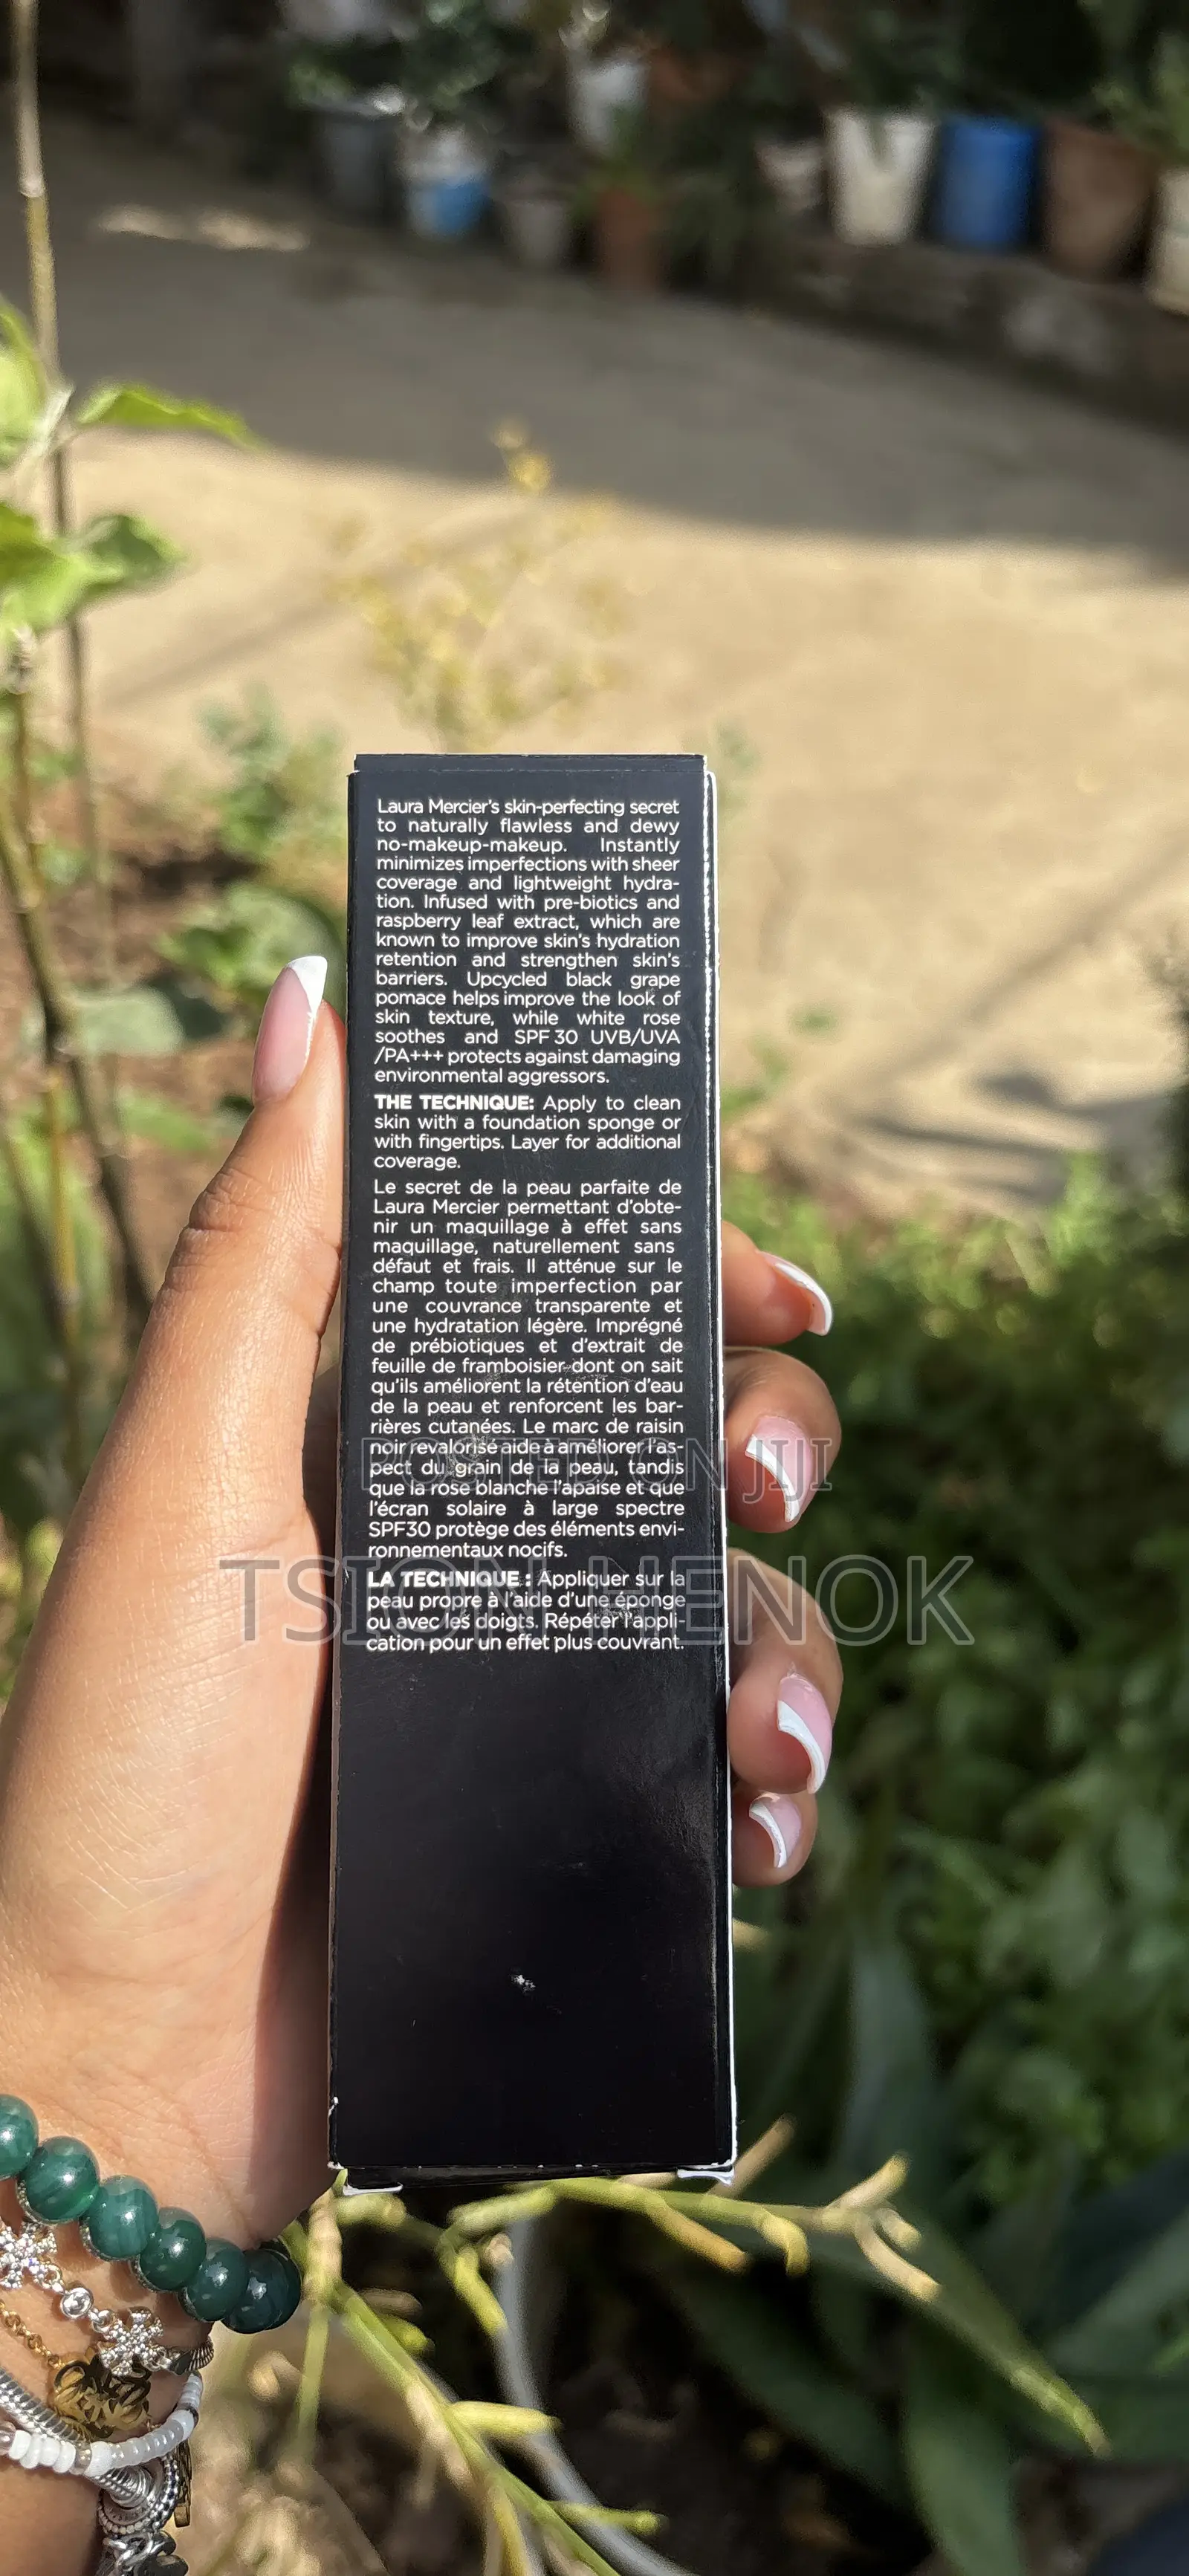 Laura Mercier's skin-perfecting secret
to naturally flawless and dewy
no-makeup-makeup. Instantly
minimizes imperfections with sheer
coverage and lightweight hydra-
tion. Infused with pre-biotics and
raspberry leaf extract, which are
known to improve skin's hydration
retention and strengthen skin's
barriers. Upcycled black grape
pomace helps improve the look of
skin texture, while white rose
soothes and SPF 30 UVB/UVA
/PA+++ protects against damaging
environmental aggressors.
THE TECHNIQUE: Apply to clean
skin with a foundation sponge or
with fingertips. Layer for additional
coverage.
Le secret de la peau parfaite de
Laura Mercier permettant d'obte-
nir un maquillage à effet sans
maquillage, naturellement sans
défaut et frais. Il atténue sur le
champ toute imperfection par
une couvrance transparente et
une hydratation légère. Imprégné
de prébiotiques et d'extrait de
feuille de framboisier dont on sait
qu'ils améliorent la rétention d'eau
de la peau et renforcent les bar-
rières cutanées. Le marc de raisin
noir revalorisé aide à améliorer l'as-
pect du grain de la peau, tandis
que la rose blanche l'apaise et que
l'écran solaire à large spectre
SPF30 protège des éléments envi-
ronnementaux nocifs.
LA TECHNIQUE : Appliquer sur la
peau propre à l'aide d'une éponge
ou avec les doigts. Répéter l'appli-
cation pour un effet plus couvrant.
POSTED ON JIJI
TSION HENOK